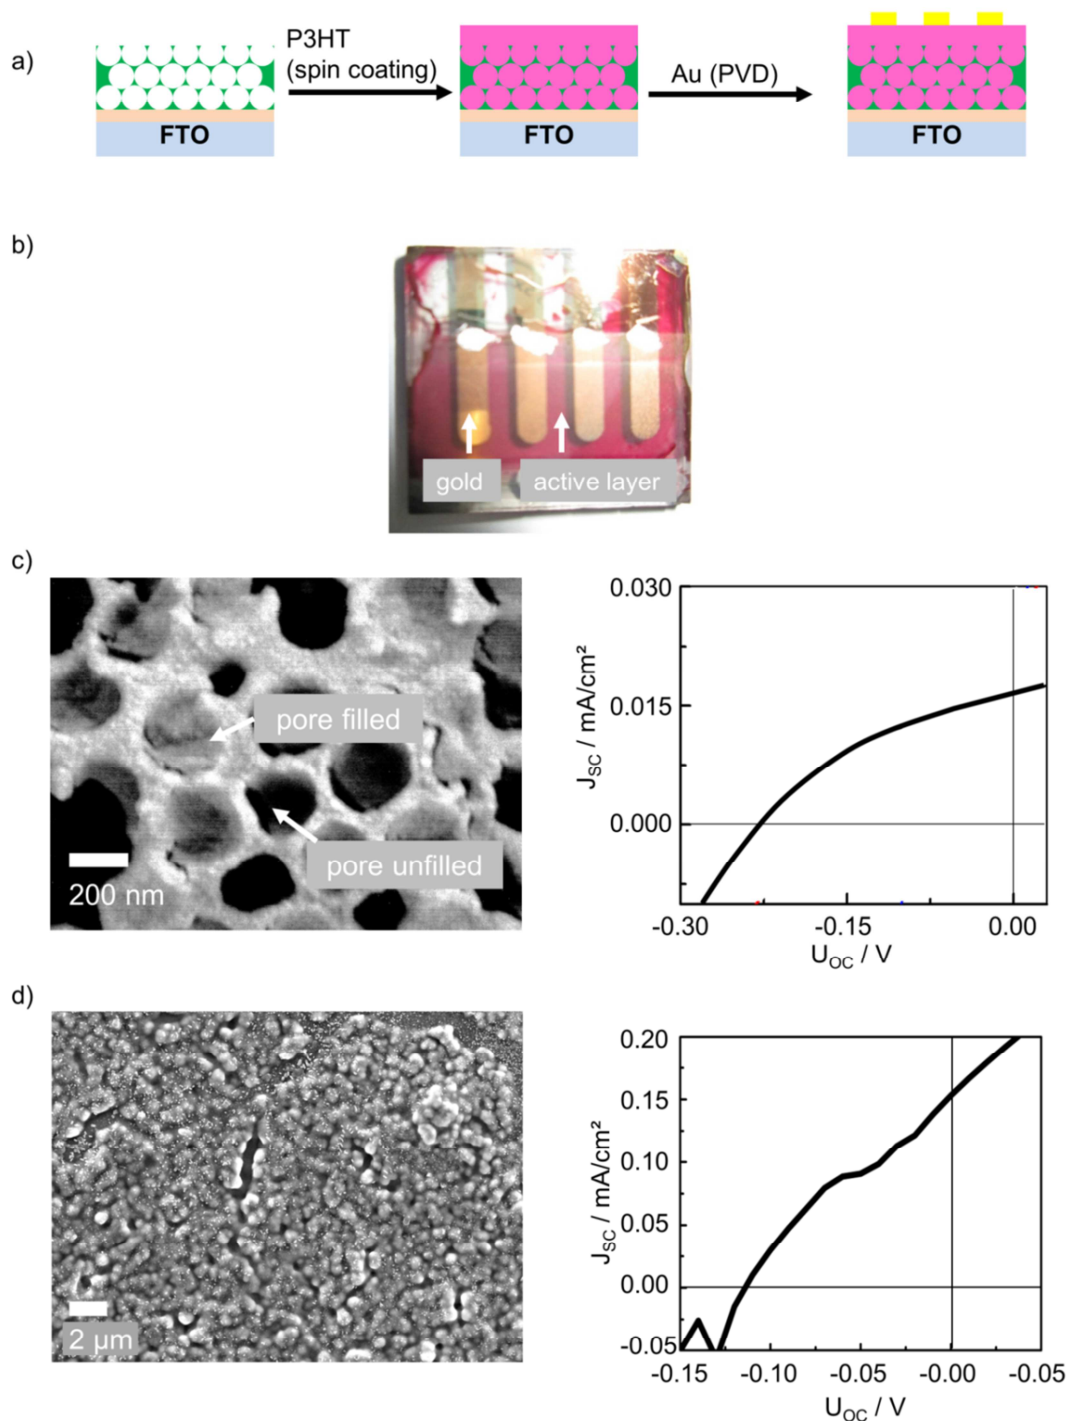 a)
P3HT
(spin coating)
Au (PVD)
FTO
FTO
FTO
b)
gold
active layer
c)
pore filled
pore unfilled
200 nm
J_SC / mA/cm²
0.030
0.015
0.000
-0.30
-0.15
0.00
U_OC / V
d)
2 µm
J_SC / mA/cm²
0.20
0.15
0.10
0.05
0.00
-0.05
-0.15
-0.10
-0.05
-0.00
-0.05
U_OC / V